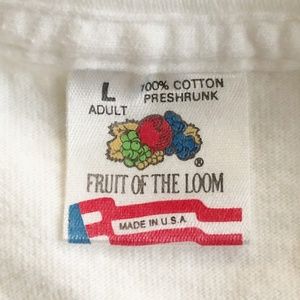 L 100% COTTON
ADULT PRESHRUNK
®
FRUIT OF THE LOOM
MADE IN U.S.A.